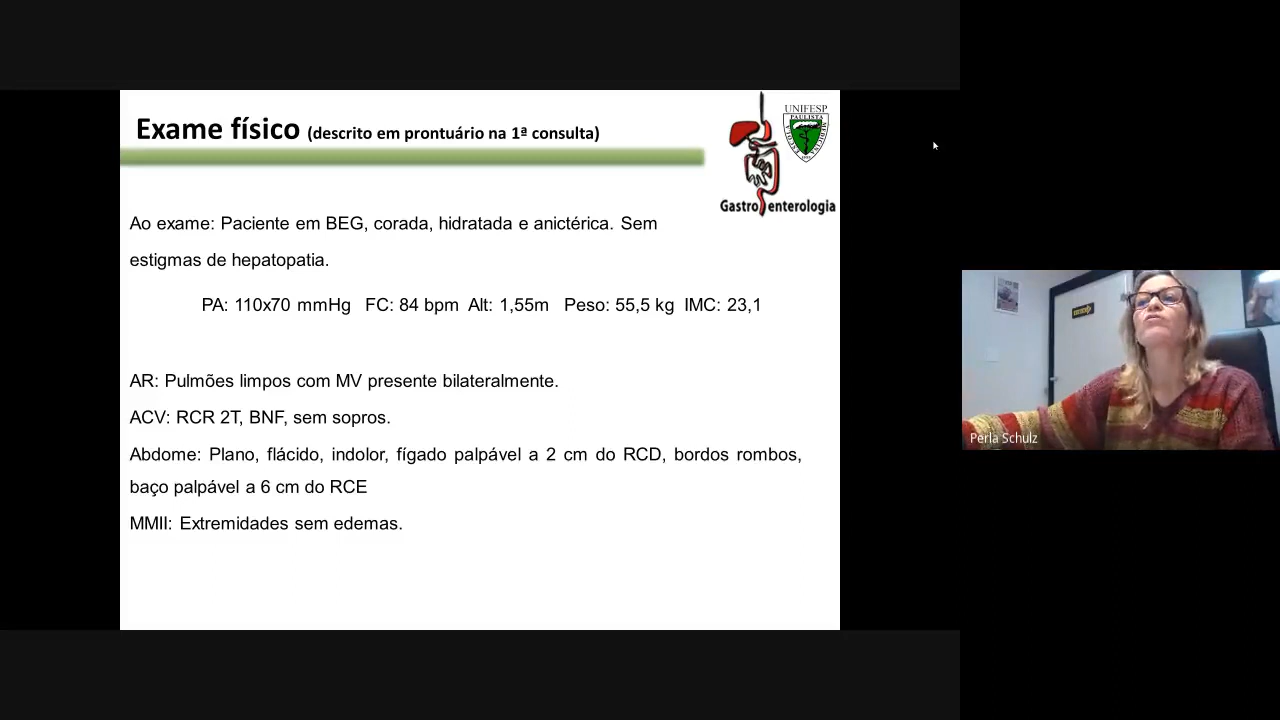 Exame físico (descrito em prontuário na 1ª consulta)
UNIFESP
PAULISTA
Gastroenterologia
Ao exame: Paciente em BEG, corada, hidratada e anictérica. Sem
estigmas de hepatopatia.
PA: 110x70 mmHg FC: 84 bpm Alt: 1,55m Peso: 55,5 kg IMC: 23,1
AR: Pulmões limpos com MV presente bilateralmente.
ACV: RCR 2T, BNF, sem sopros.
Abdome: Plano, flácido, indolor, fígado palpável a 2 cm do RCD, bordos rombos,
baço palpável a 6 cm do RCE
MMII: Extremidades sem edemas.
Perla Schulz